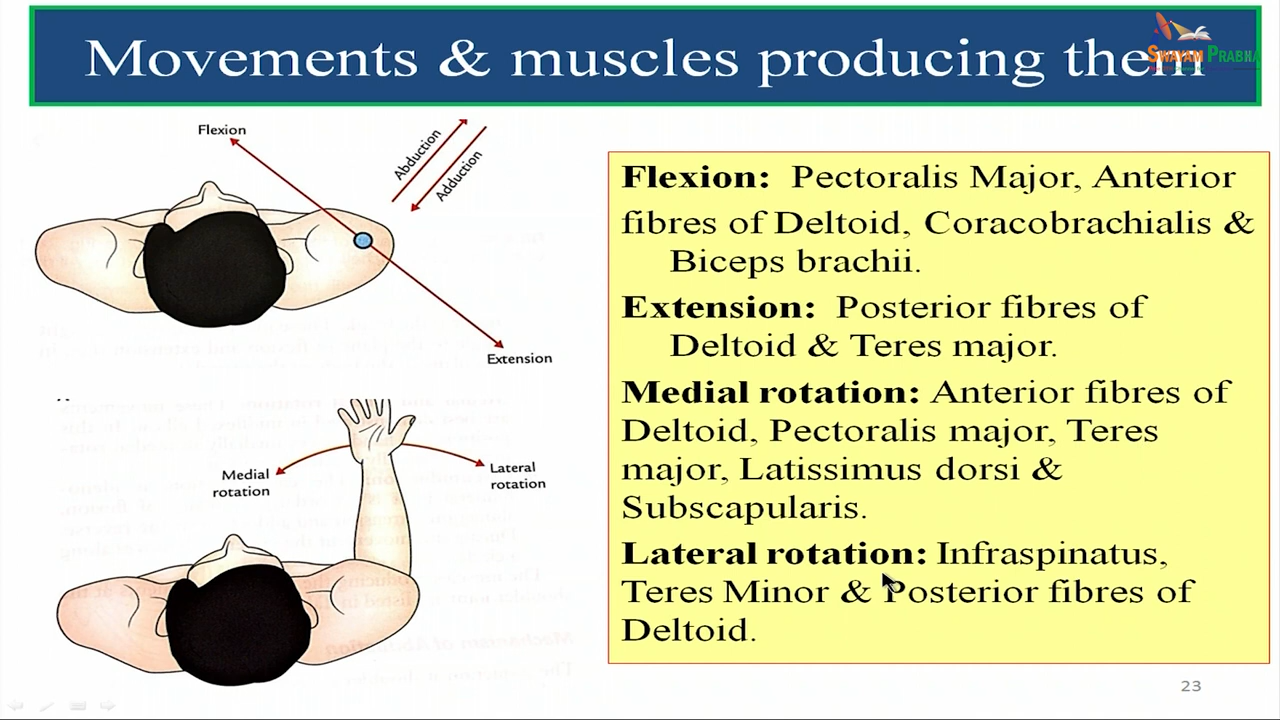 Movements & muscles producing them
SWAYAM PRABHA
Flexion
Abduction
Adduction
Extension
Medial
rotation
Lateral
rotation
Flexion: Pectoralis Major, Anterior
fibres of Deltoid, Coracobrachialis &
Biceps brachii.
Extension: Posterior fibres of
Deltoid & Teres major.
Medial rotation: Anterior fibres of
Deltoid, Pectoralis major, Teres
major, Latissimus dorsi &
Subscapularis.
Lateral rotation: Infraspinatus,
Teres Minor & Posterior fibres of
Deltoid.
23